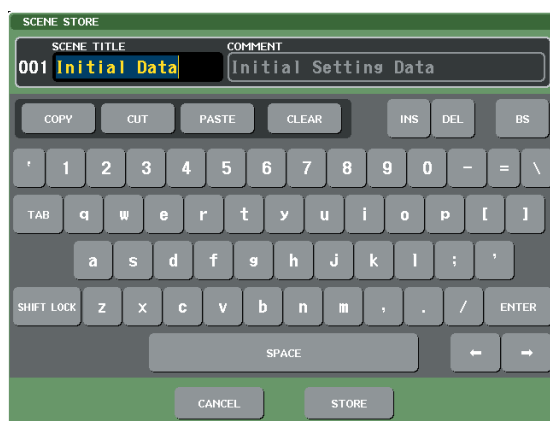 SCENE STORE
SCENE TITLE COMMENT
001 Initial Data Initial Setting Data
COPY CUT PASTE CLEAR INS DEL BS
' 1 2 3 4 5 6 7 8 9 0 - = \
TAB q w e r t y u i o p [ ]
a s d f g h j k l ; '
SHIFT LOCK z x c v b n m , . / ENTER
SPACE ← →
CANCEL STORE